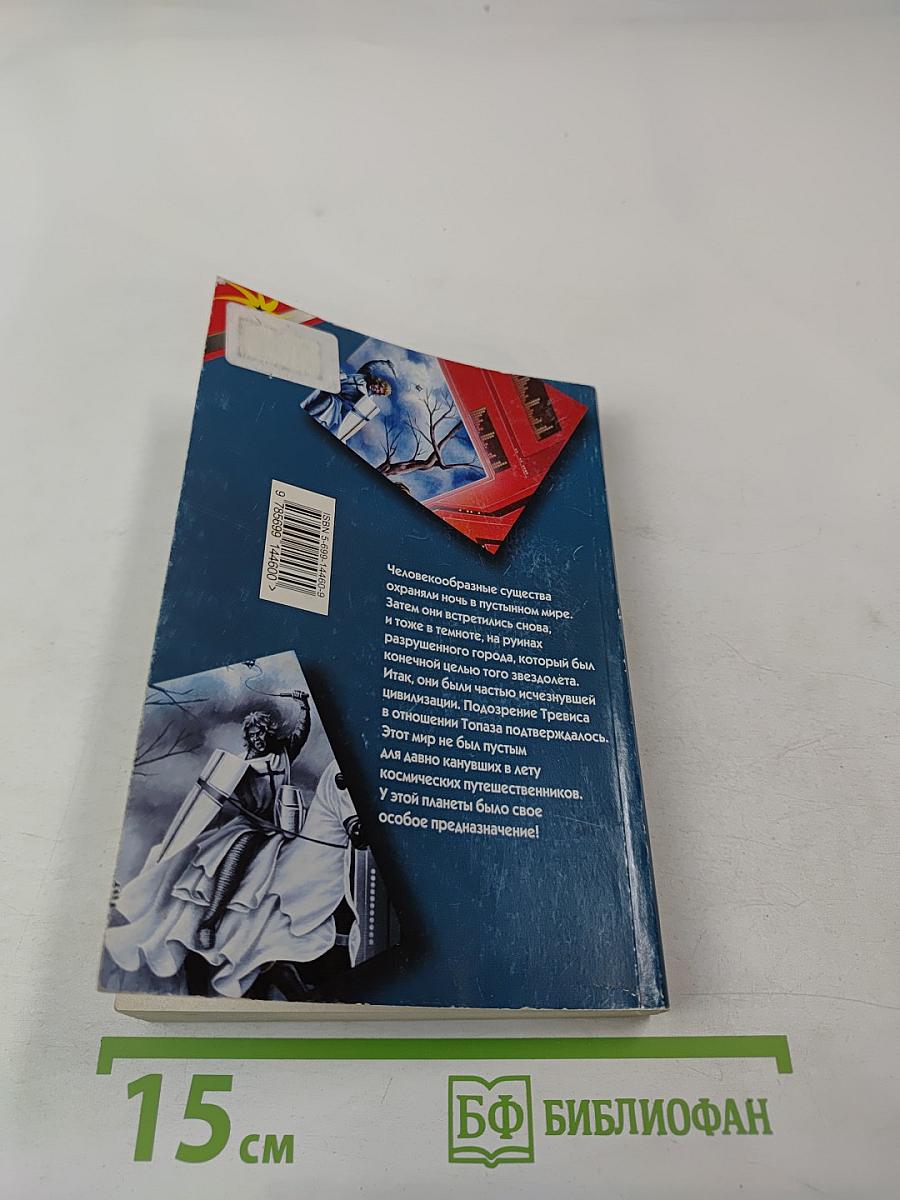 ISBN 5-699-14460-9
9 785699 144600 >
Человекообразные существа
охраняли ночь в пустынном мире.
Затем они встретились снова,
и тоже в темноте, на руинах
разрушенного города, который был
конечной целью того звездолёта.
Итак, они были частью исчезнувшей
цивилизации. Подозрение Тревиса
в отношении Топаза подтверждалось.
Этот мир не был пустым
для давно канувших в лету
космических путешественников.
У этой планеты было свое
особое предназначение!
15 см
БФ БИБЛИОФАН